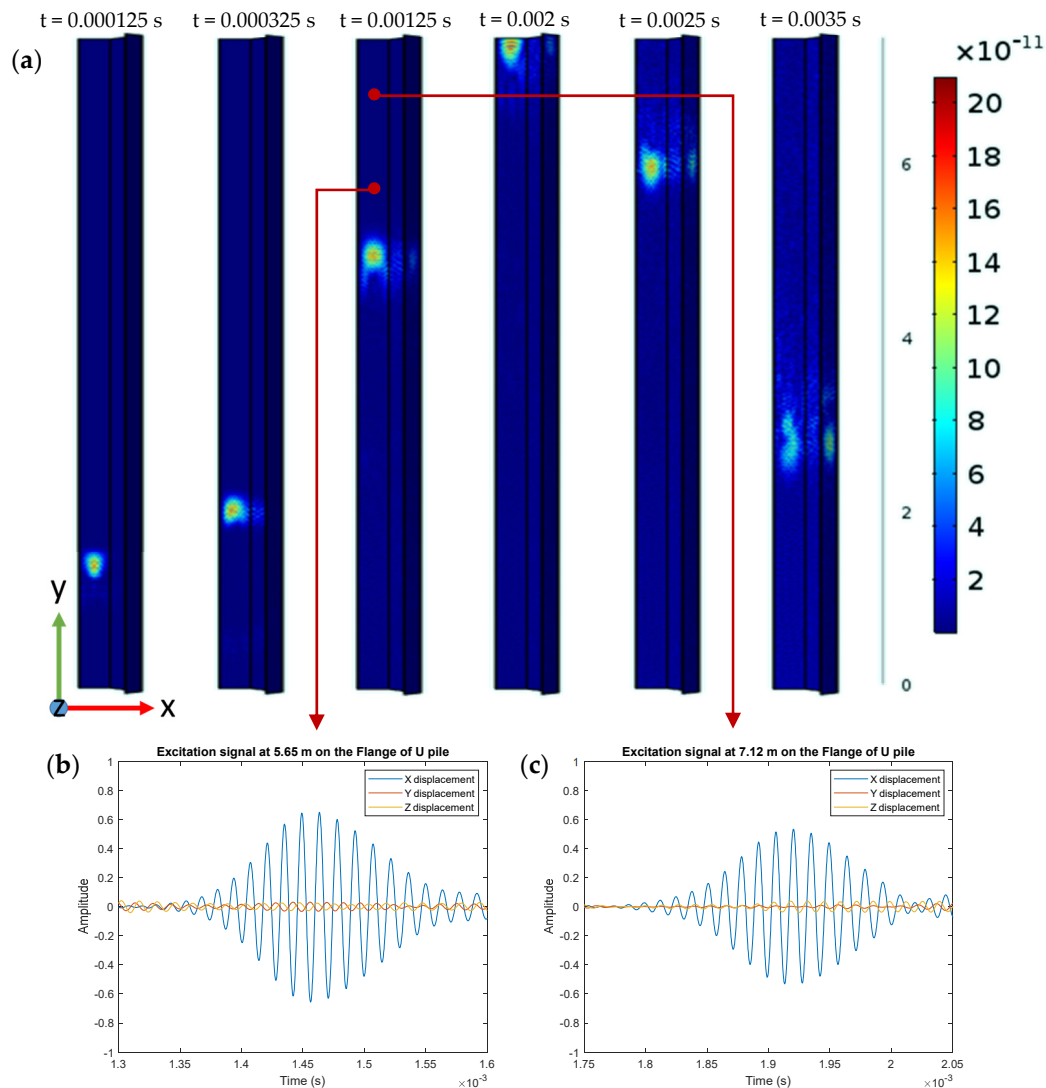 t = 0.000125 s t = 0.000325 s t = 0.00125 s t = 0.002 s t = 0.0025 s t = 0.0035 s
(a)
×10⁻¹¹
20
18
16
14
12
10
8
6
4
2
6
4
2
0
y
z x
(b)
Excitation signal at 5.65 m on the Flange of U pile
X displacement
Y displacement
Z displacement
Amplitude
1
0.8
0.6
0.4
0.2
0
-0.2
-0.4
-0.6
-0.8
-1
1.3 1.35 1.4 1.45 1.5 1.55 1.6
Time (s) ×10⁻³
(c)
Excitation signal at 7.12 m on the Flange of U pile
X displacement
Y displacement
Z displacement
Amplitude
1
0.8
0.6
0.4
0.2
0
-0.2
-0.4
-0.6
-0.8
-1
1.75 1.8 1.85 1.9 1.95 2 2.05
Time (s) ×10⁻³